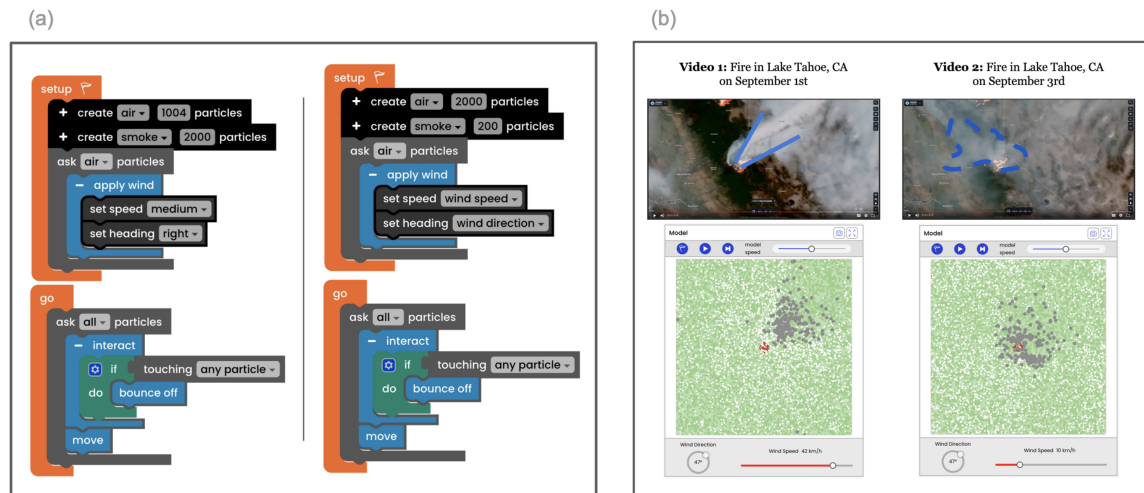 (a)
setup
create air 1004 particles
create smoke 2000 particles
ask air particles
apply wind
set speed medium
set heading right
go
ask all particles
interact
if touching any particle
do bounce off
move
setup
create air 2000 particles
create smoke 200 particles
ask air particles
apply wind
set speed wind speed
set heading wind direction
go
ask all particles
interact
if touching any particle
do bounce off
move
(b)
Video 1: Fire in Lake Tahoe, CA
on September 1st
Model
model
speed
Wind Direction
47°
Wind Speed 42 km/h
Video 2: Fire in Lake Tahoe, CA
on September 3rd
Model
model
speed
Wind Direction
47°
Wind Speed 10 km/h